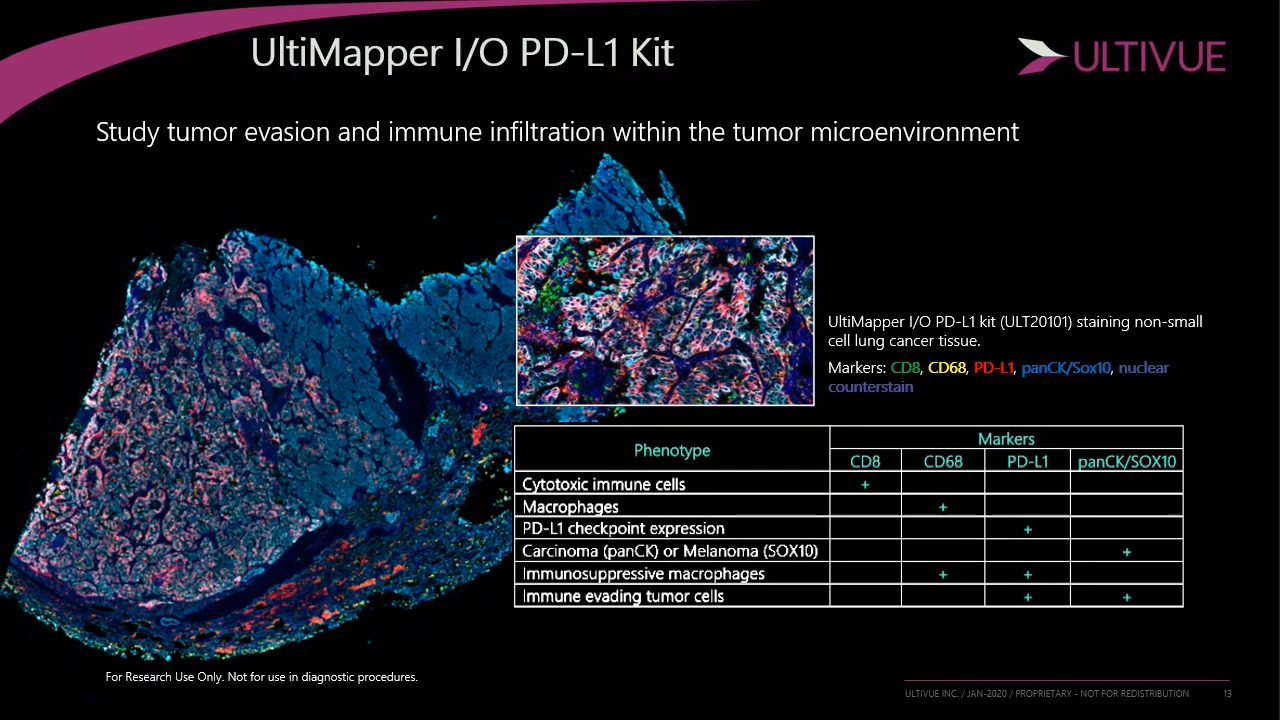 UltiMapper I/O PD-L1 Kit
ULTIVUE
Study tumor evasion and immune infiltration within the tumor microenvironment
UltiMapper I/O PD-L1 kit (ULT20101) staining non-small
cell lung cancer tissue.
Markers: CD8, CD68, PD-L1, panCK/Sox10, nuclear
counterstain
Phenotype
Markers
CD8 CD68 PD-L1 panCK/SOX10
Cytotoxic immune cells +
Macrophages +
PD-L1 checkpoint expression +
Carcinoma (panCK) or Melanoma (SOX10) +
Immunosuppressive macrophages + +
Immune evading tumor cells + +
For Research Use Only. Not for use in diagnostic procedures.
ULTIVUE INC. / JAN-2020 / PROPRIETARY - NOT FOR REDISTRIBUTION 13